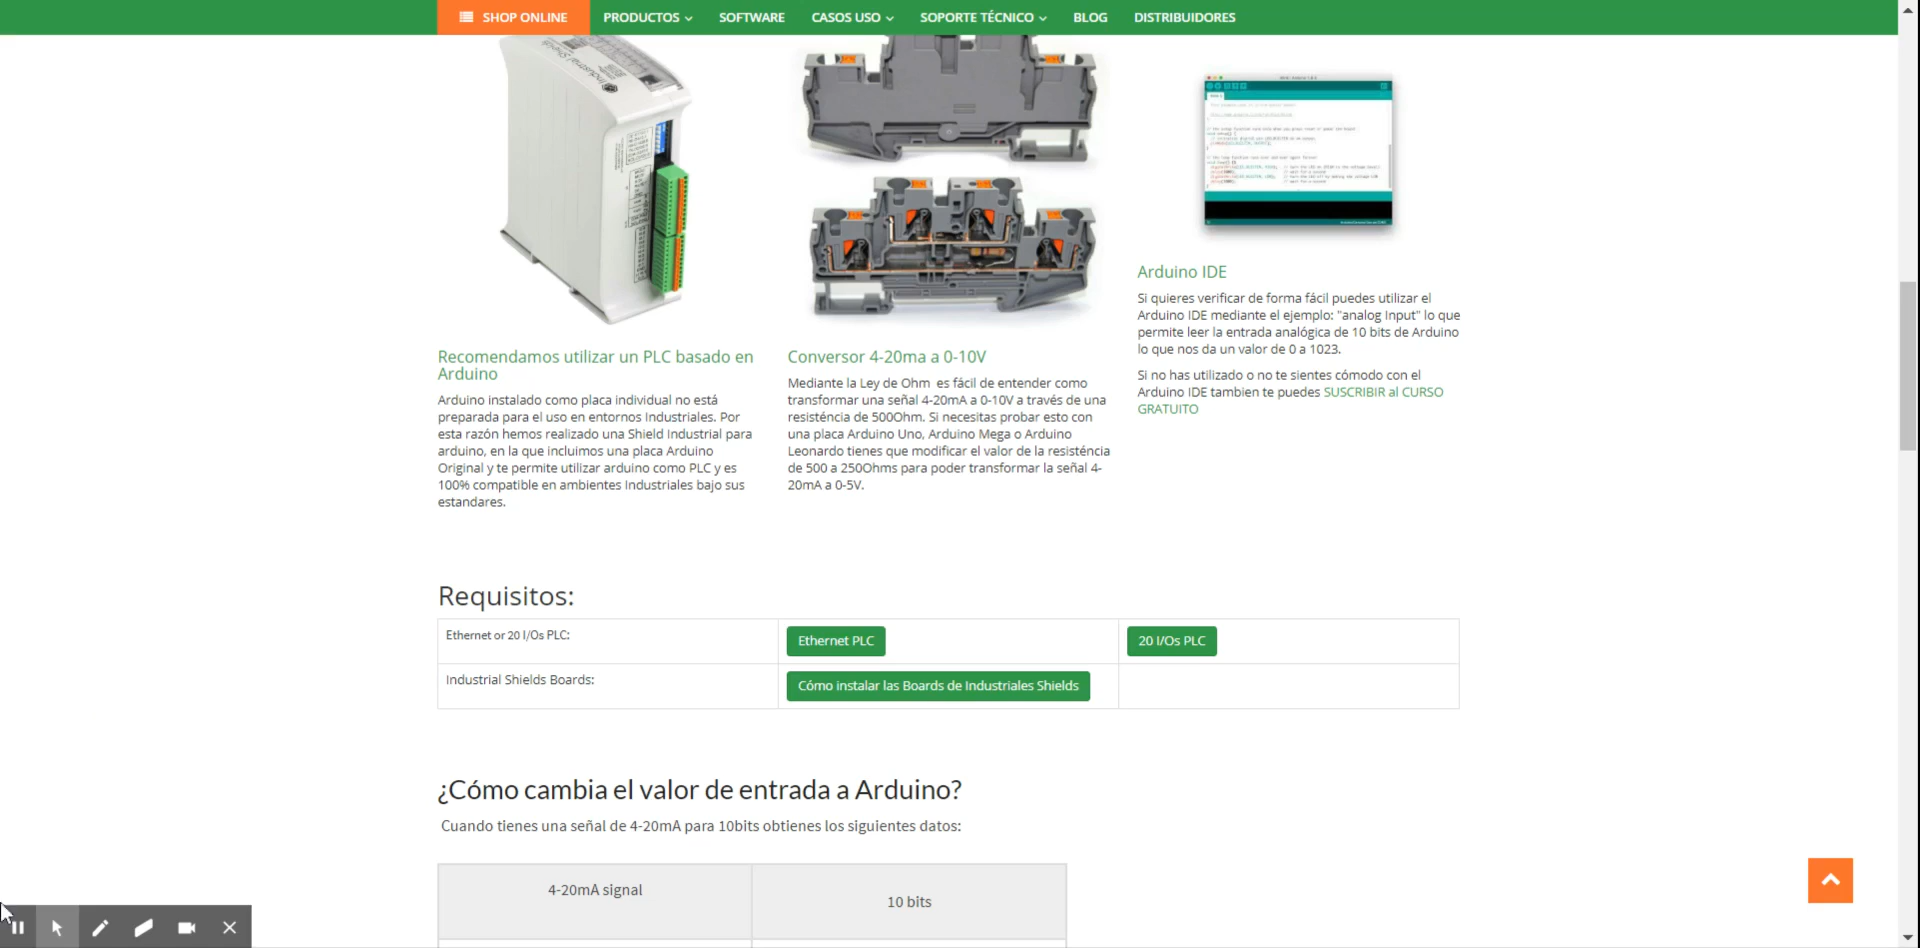 SHOP ONLINE
PRODUCTOS
SOFTWARE
CASOS USO
SOPORTE TÉCNICO
BLOG
DISTRIBUIDORES
Industrial Shields
Recomendamos utilizar un PLC basado en
Arduino
Arduino instalado como placa individual no está
preparada para el uso en entornos Industriales. Por
esta razón hemos realizado una Shield Industrial para
arduino, en la que incluimos una placa Arduino
Original y te permite utilizar arduino como PLC y es
100% compatible en ambientes Industriales bajo sus
estandares.
Conversor 4-20ma a 0-10V
Mediante la Ley de Ohm es fácil de entender como
transformar una señal 4-20mA a 0-10V a través de una
resisténcia de 500Ohm. Si necesitas probar esto con
una placa Arduino Uno, Arduino Mega o Arduino
Leonardo tienes que modificar el valor de la resisténcia
de 500 a 250Ohms para poder transformar la señal 4-
20mA a 0-5V.
Arduino IDE
Si quieres verificar de forma fácil puedes utilizar el
Arduino IDE mediante el ejemplo: "analog Input" lo que
permite leer la entrada analógica de 10 bits de Arduino
lo que nos da un valor de 0 a 1023.
Si no has utilizado o no te sientes cómodo con el
Arduino IDE tambien te puedes SUSCRIBIR al CURSO
GRATUITO
Requisitos:
Ethernet or 20 I/Os PLC:
Ethernet PLC
20 I/Os PLC
Industrial Shields Boards:
Cómo instalar las Boards de Industriales Shields
¿Cómo cambia el valor de entrada a Arduino?
Cuando tienes una señal de 4-20mA para 10bits obtienes los siguientes datos:
4-20mA signal
10 bits